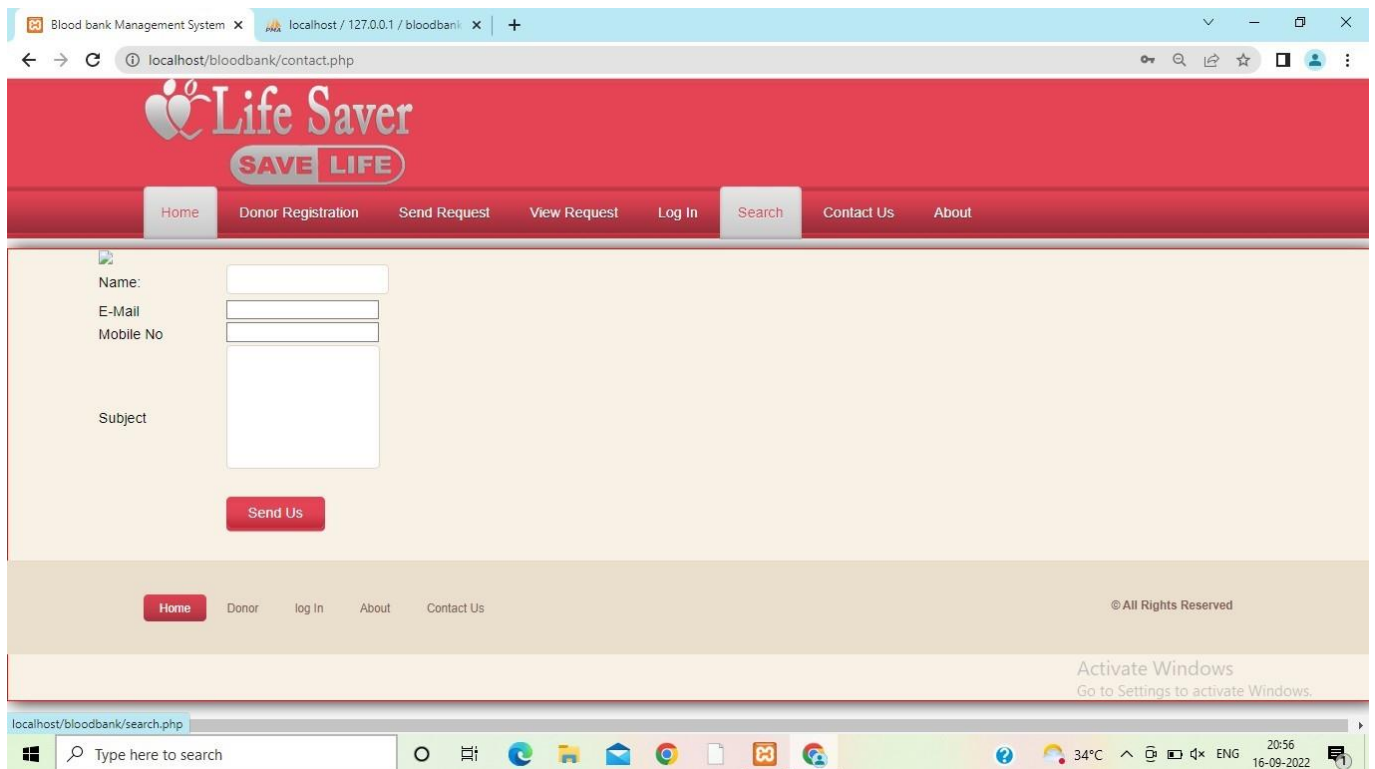 Blood bank Management System
localhost / 127.0.0.1 / bloodbank
localhost/bloodbank/contact.php
Life Saver
SAVE LIFE
Home Donor Registration Send Request View Request Log In Search Contact Us About
Name:
E-Mail
Mobile No
Subject
Send Us
Home Donor log In About Contact Us © All Rights Reserved
Activate Windows
Go to Settings to activate Windows.
localhost/bloodbank/search.php
Type here to search 34°C ENG 20:56
16-09-2022